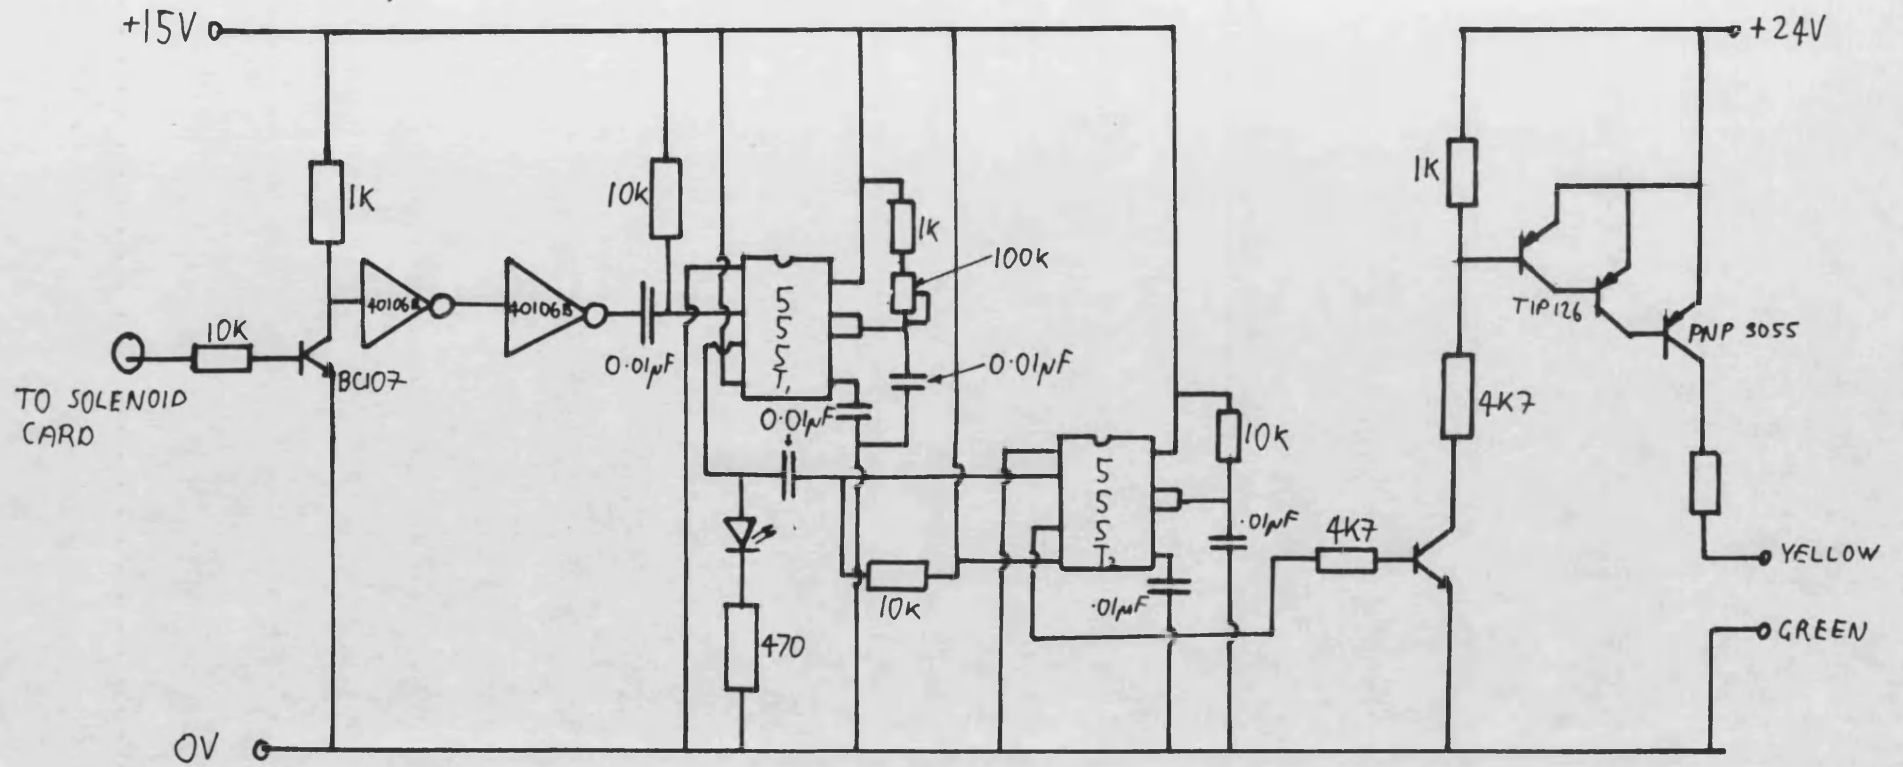 +15V
+24V
1K
10K
1K
100K
1K
10K
40106B
40106B
555
T1
0.01µF
0.01µF
0.01µF
BC107
TO SOLENOID
CARD
TIP126
PNP 3055
4K7
10K
555
T2
.01µF
4K7
10K
.01µF
470
YELLOW
GREEN
0V